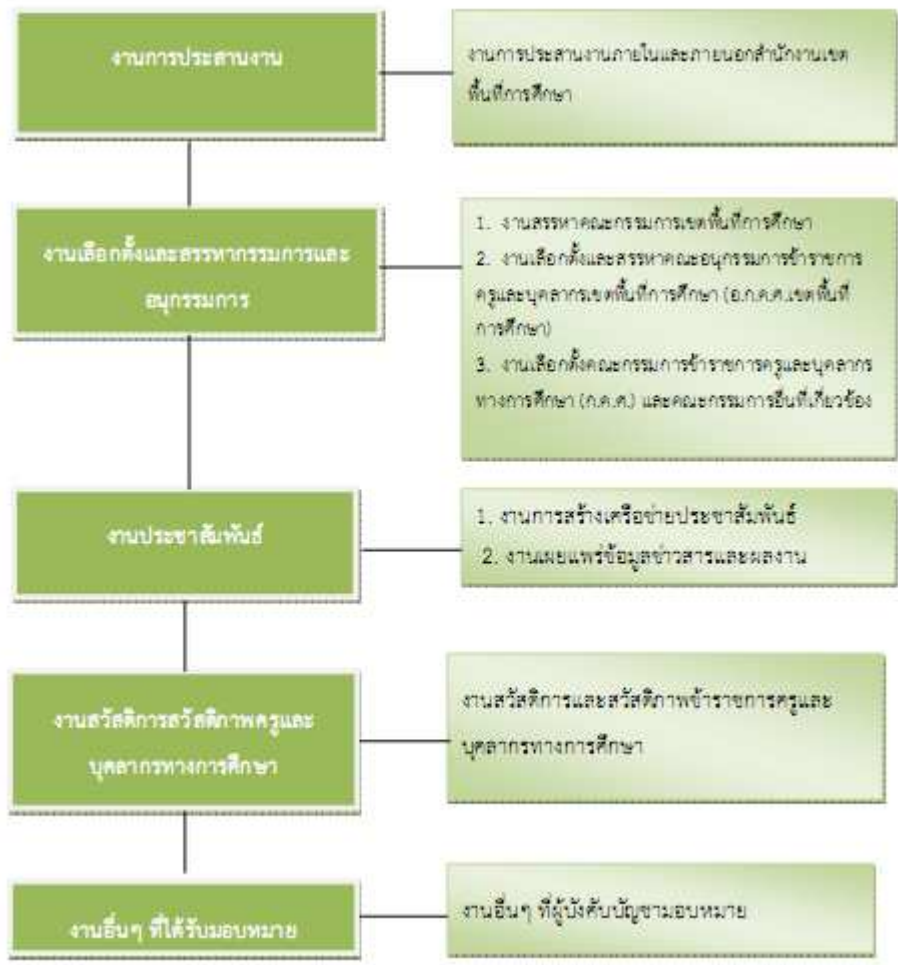 งานการประสานงาน
งานการประสานงานภายในและภายนอกสำนักงานเขต
พื้นที่การศึกษา
งานเลือกตั้งและสรรหากรรมการและ
อนุกรรมการ
1. งานสรรหาคณะกรรมการเขตพื้นที่การศึกษา
2. งานเลือกตั้งและสรรหาคณะอนุกรรมการข้าราชการ
ครูและบุคลากรเขตพื้นที่การศึกษา (อ.ก.ค.ศ.เขตพื้นที่
การศึกษา)
3. งานเลือกตั้งคณะกรรมการข้าราชการครูและบุคลากร
ทางการศึกษา (ก.ค.ศ.) และคณะกรรมการอื่นที่เกี่ยวข้อง
งานประชาสัมพันธ์
1. งานการสร้างเครือข่ายประชาสัมพันธ์
2. งานเผยแพร่ข้อมูลข่าวสารและผลงาน
งานสวัสดิการสวัสดิภาพครูและ
บุคลากรทางการศึกษา
งานสวัสดิการและสวัสดิภาพข้าราชการครูและ
บุคลากรทางการศึกษา
งานอื่นๆ ที่ได้รับมอบหมาย
งานอื่นๆ ที่ผู้บังคับบัญชามอบหมาย